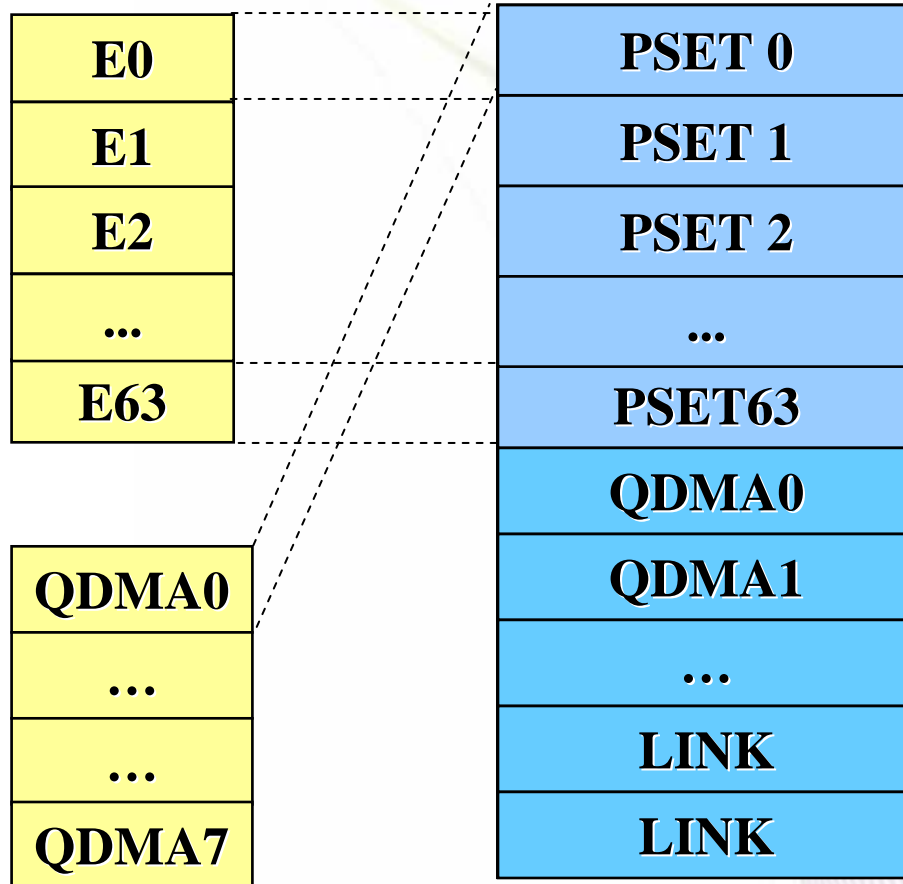 E0
E1
E2
...
E63
QDMA0
...
...
QDMA7
PSET 0
PSET 1
PSET 2
...
PSET63
QDMA0
QDMA1
...
LINK
LINK